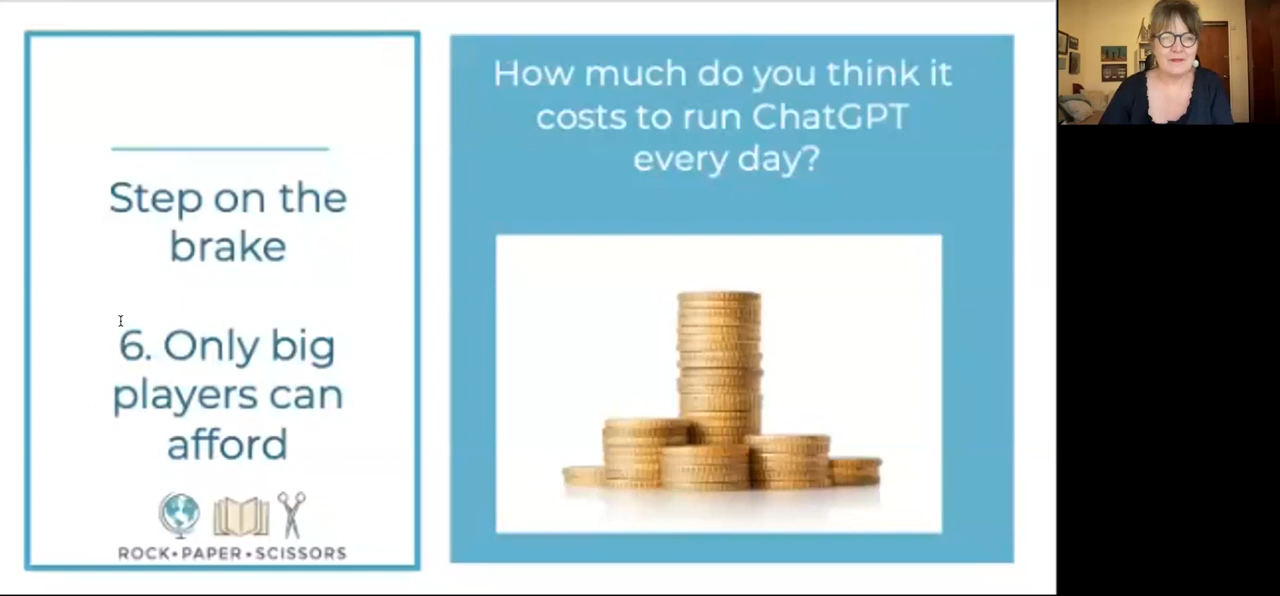 Step on the
brake
6. Only big
players can
afford
ROCK•PAPER•SCISSORS
How much do you think it
costs to run ChatGPT
every day?